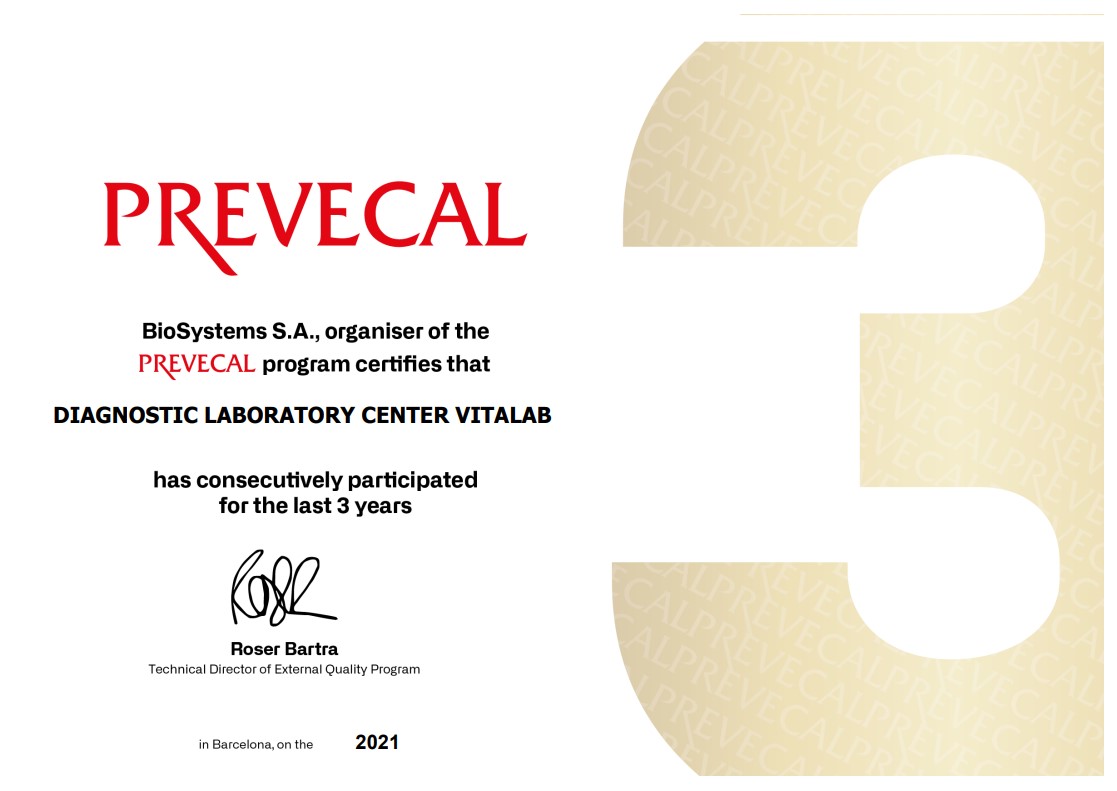 PREVECAL
BioSystems S.A., organiser of the
PREVECAL program certifies that
DIAGNOSTIC LABORATORY CENTER VITALAB
has consecutively participated
for the last 3 years
Roser Bartra
Technical Director of External Quality Program
in Barcelona, on the 2021
3